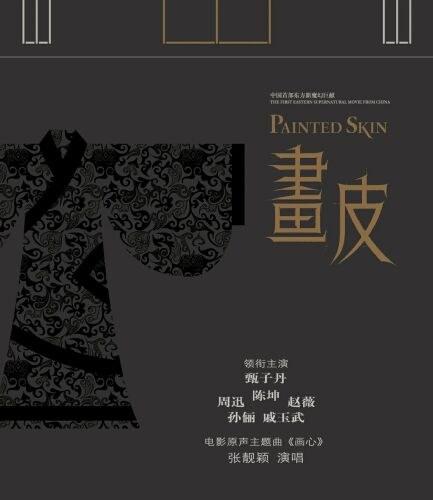 中国首部东方新魔幻巨献
THE FIRST EASTERN SUPERNATURAL MOVIE FROM CHINA
PAINTED SKIN
畫皮
领衔主演
甄子丹
陈坤
周迅 赵薇
孙俪 戚玉武
电影原声主题曲《画心》
张靓颖 演唱